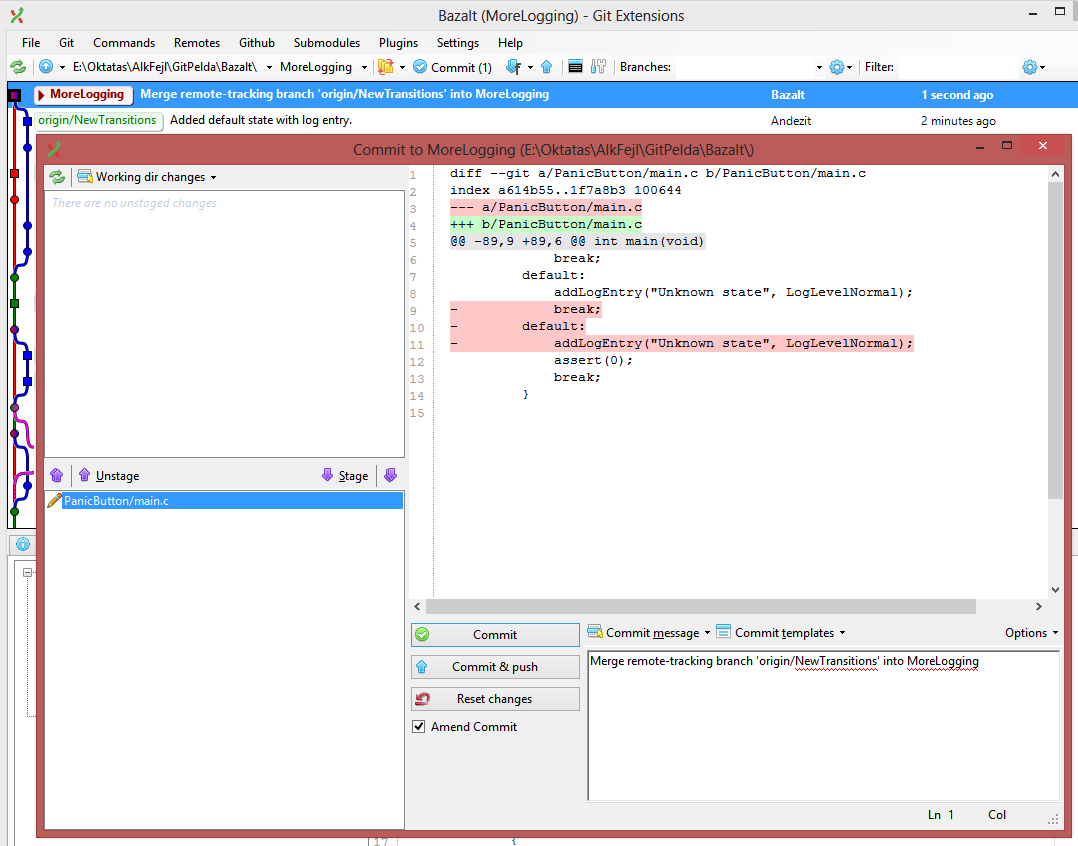 Bazalt (MoreLogging) - Git Extensions
File Git Commands Remotes Github Submodules Plugins Settings Help
E:\Oktatas\AlkFejl\GitPelda\Bazalt\ MoreLogging Commit (1) Branches: Filter:
MoreLogging Merge remote-tracking branch 'origin/NewTransitions' into MoreLogging Bazalt 1 second ago
origin/NewTransitions Added default state with log entry. Andezit 2 minutes ago
Commit to MoreLogging (E:\Oktatas\AlkFejl\GitPelda\Bazalt\)
Working dir changes
There are no unstaged changes
1 diff --git a/PanicButton/main.c b/PanicButton/main.c
2 index a614b55..1f7a8b3 100644
3 --- a/PanicButton/main.c
4 +++ b/PanicButton/main.c
5 @@ -89,9 +89,6 @@ int main(void)
6 break;
7 default:
8 addLogEntry("Unknown state", LogLevelNormal);
9 - break;
10 - default:
11 - addLogEntry("Unknown state", LogLevelNormal);
12 assert(0);
13 break;
14 }
15
Unstage Stage
PanicButton/main.c
Commit
Commit & push
Reset changes
Amend Commit
Commit message Commit templates Options
Merge remote-tracking branch 'origin/NewTransitions' into MoreLogging
Ln 1 Col
17 {